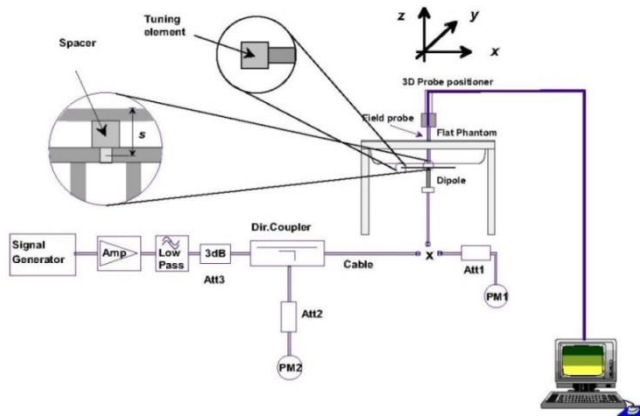 Tuning
element
Spacer
s
z
y
x
3D Probe positioner
Field probe
Flat Phantom
Dipole
Signal
Generator
Amp
Low
Pass
3dB
Att3
Dir.Coupler
Cable
x
Att1
PM1
Att2
PM2